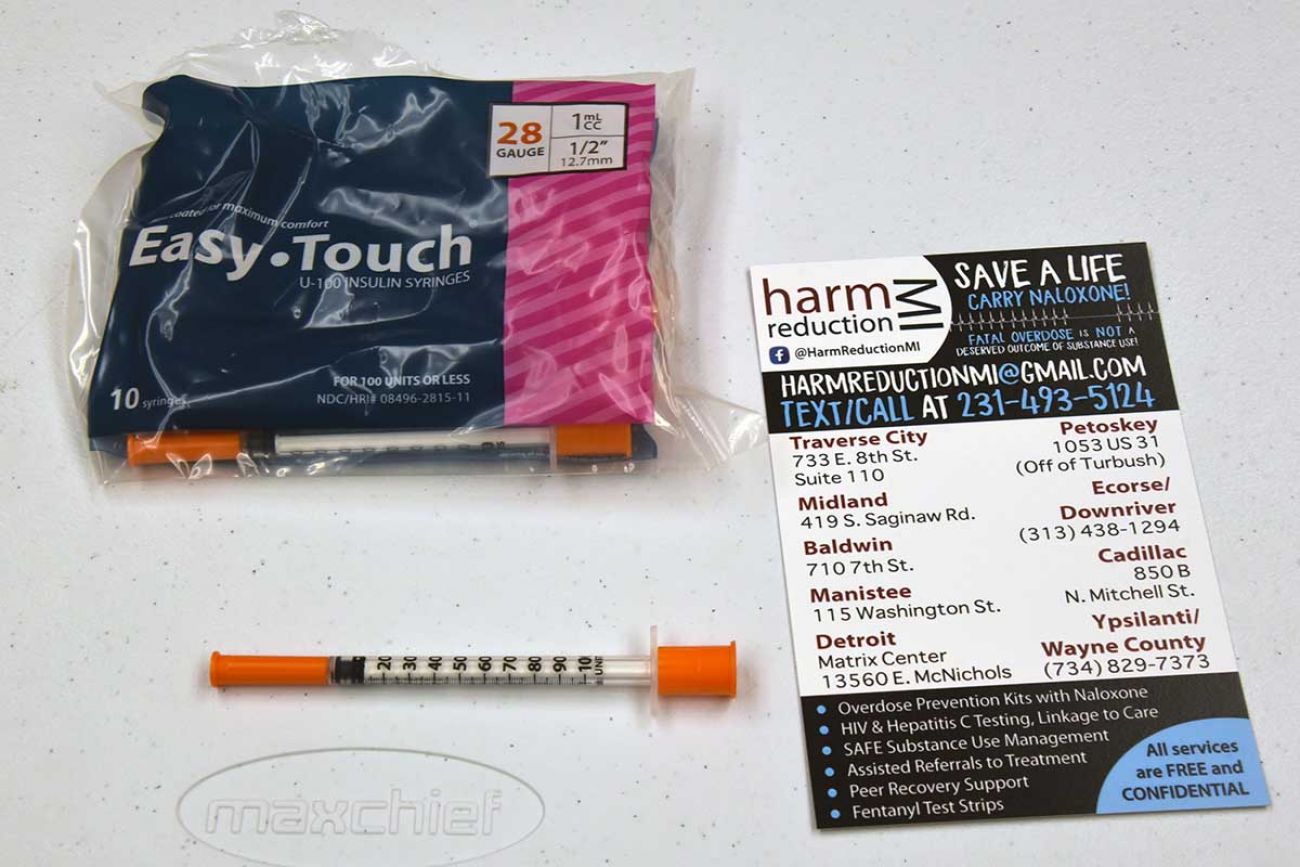 28
GAUGE
1 mL
CC
1/2"
12.7mm
coated for maximum comfort
Easy•Touch
U-100 INSULIN SYRINGES
FOR 100 UNITS OR LESS
NDC/HRI# 08496-2815-11
10 syringes
20 30 40 50 60 70 80 90
maxchief
harm
reduction
MI
@HarmReductionMI
SAVE A LIFE
CARRY NALOXONE!
FATAL OVERDOSE IS NOT A
DESERVED OUTCOME OF SUBSTANCE USE!
HARMREDUCTIONMI@GMAIL.COM
TEXT/CALL AT 231-493-5124
Traverse City
733 E. 8th St.
Suite 110
Midland
419 S. Saginaw Rd.
Baldwin
710 7th St.
Manistee
115 Washington St.
Detroit
Matrix Center
13560 E. McNichols
Petoskey
1053 US 31
(Off of Turbush)
Ecorse/
Downriver
(313) 438-1294
Cadillac
850 B
N. Mitchell St.
Ypsilanti/
Wayne County
(734) 829-7373
• Overdose Prevention Kits with Naloxone
• HIV & Hepatitis C Testing, Linkage to Care
• SAFE Substance Use Management
• Assisted Referrals to Treatment
• Peer Recovery Support
• Fentanyl Test Strips
All services
are FREE and
CONFIDENTIAL